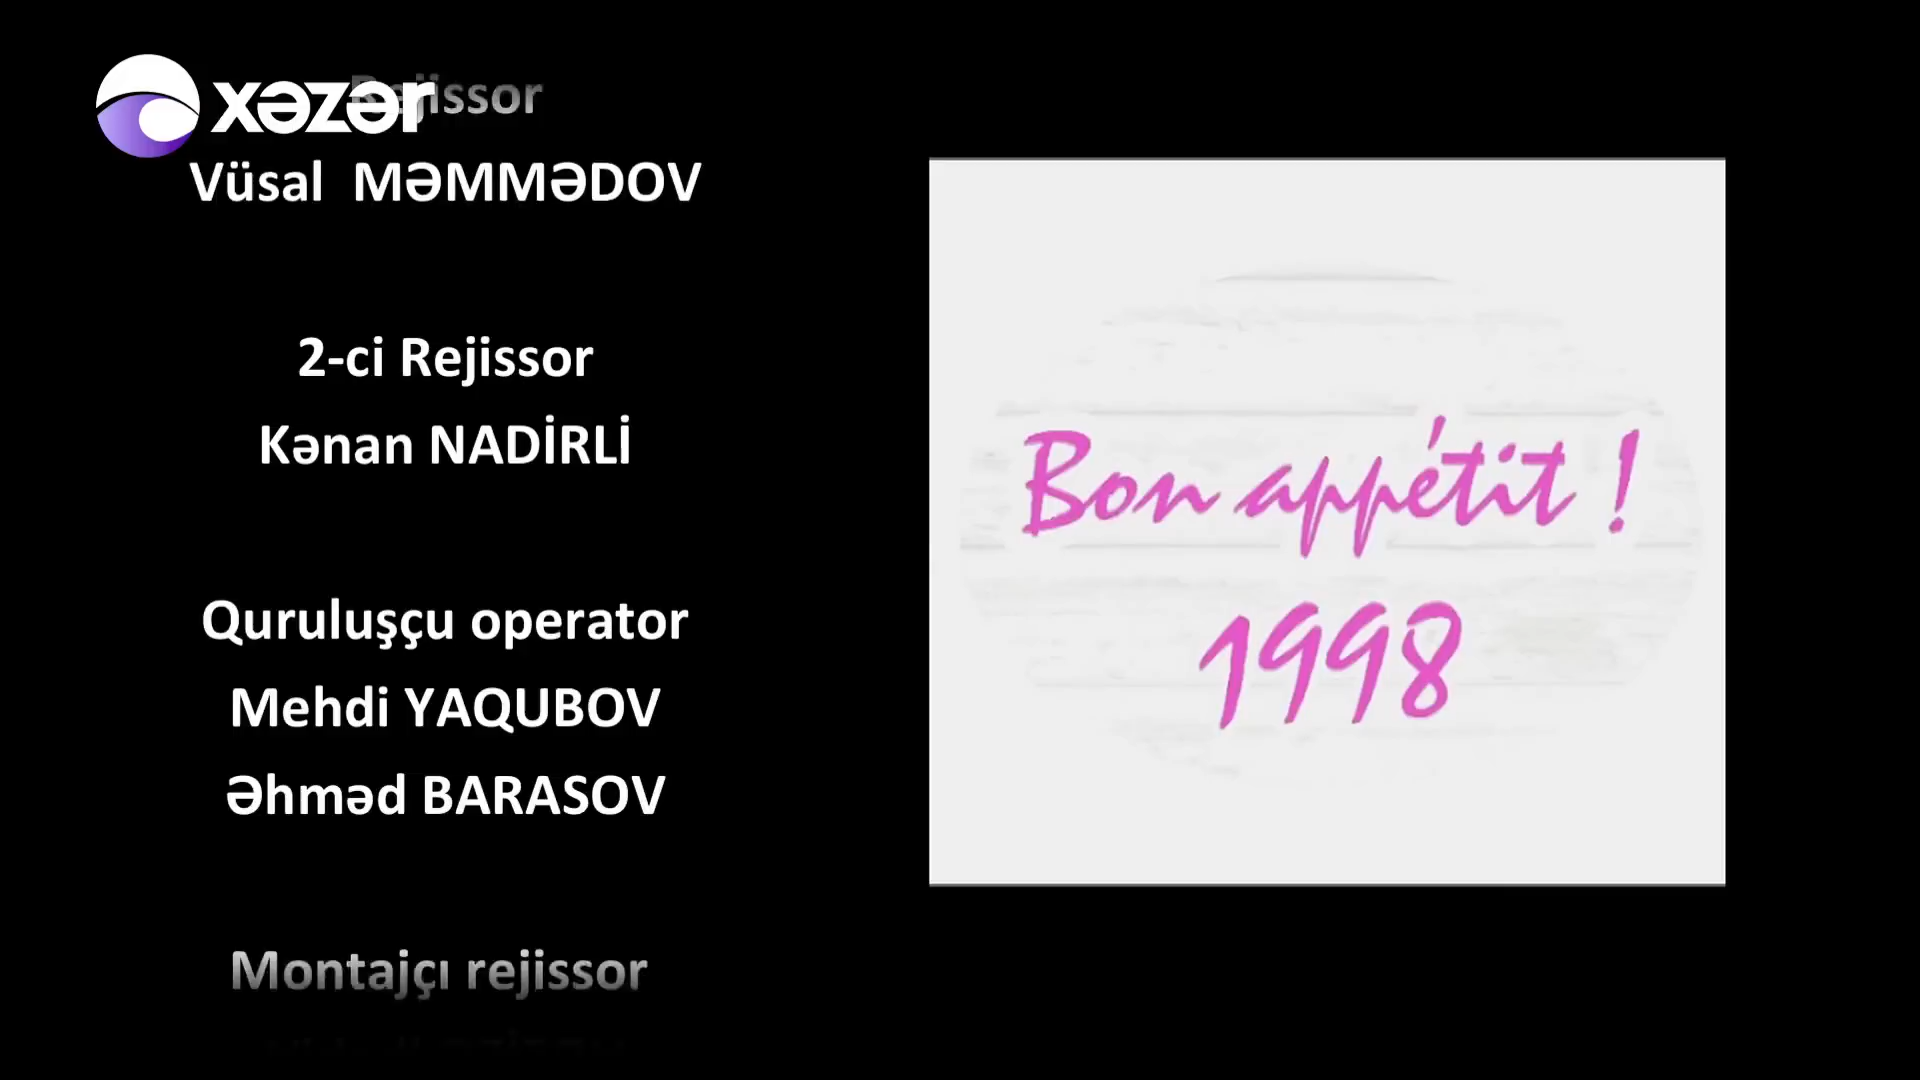 xəzər
Rejissor
Vüsal MƏMMƏDOV
2-ci Rejissor
Kənan NADİRLİ
Quruluşçu operator
Mehdi YAQUBOV
Əhməd BARASOV
Montajçı rejissor
Bon appétit !
1998